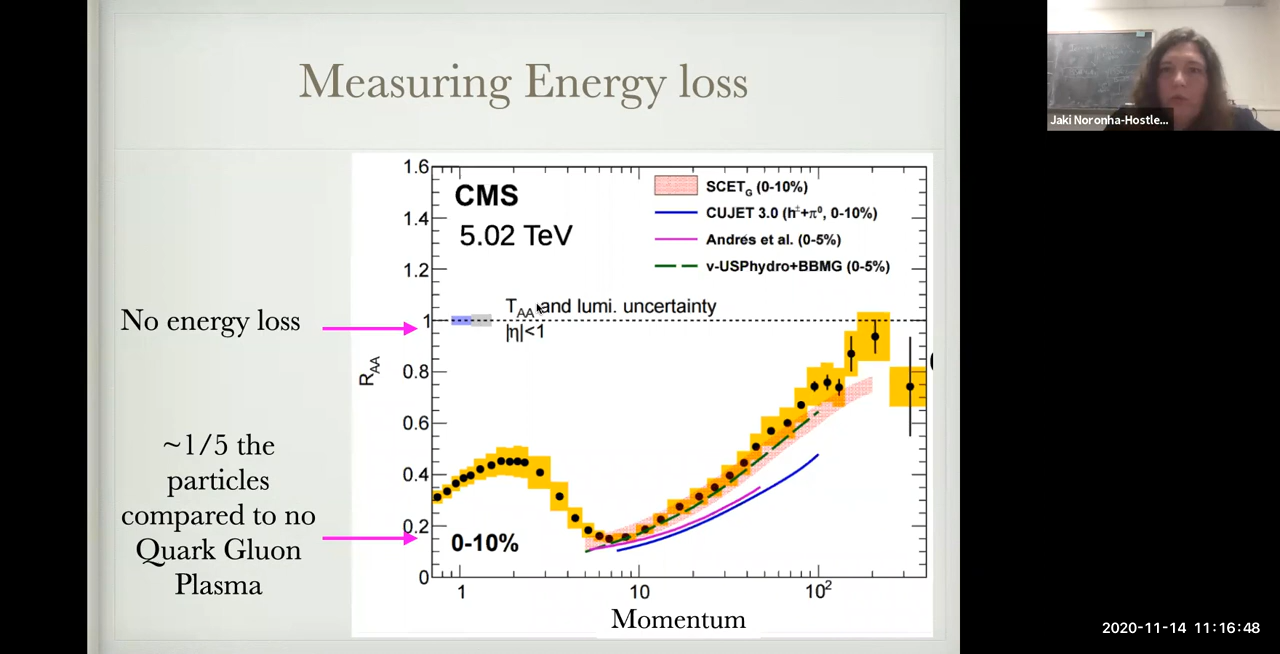 Measuring Energy loss
Jaki Noronha-Hostle...
No energy loss
~1/5 the
particles
compared to no
Quark Gluon
Plasma
CMS
5.02 TeV
SCET_G (0-10%)
CUJET 3.0 (h^±+π^0, 0-10%)
Andrés et al. (0-5%)
v-USPhydro+BBMG (0-5%)
T_AA and lumi. uncertainty
|η|<1
0-10%
R_AA
1.6
1.4
1.2
1
0.8
0.6
0.4
0.2
0
1 10 10^2
Momentum
2020-11-14 11:16:48